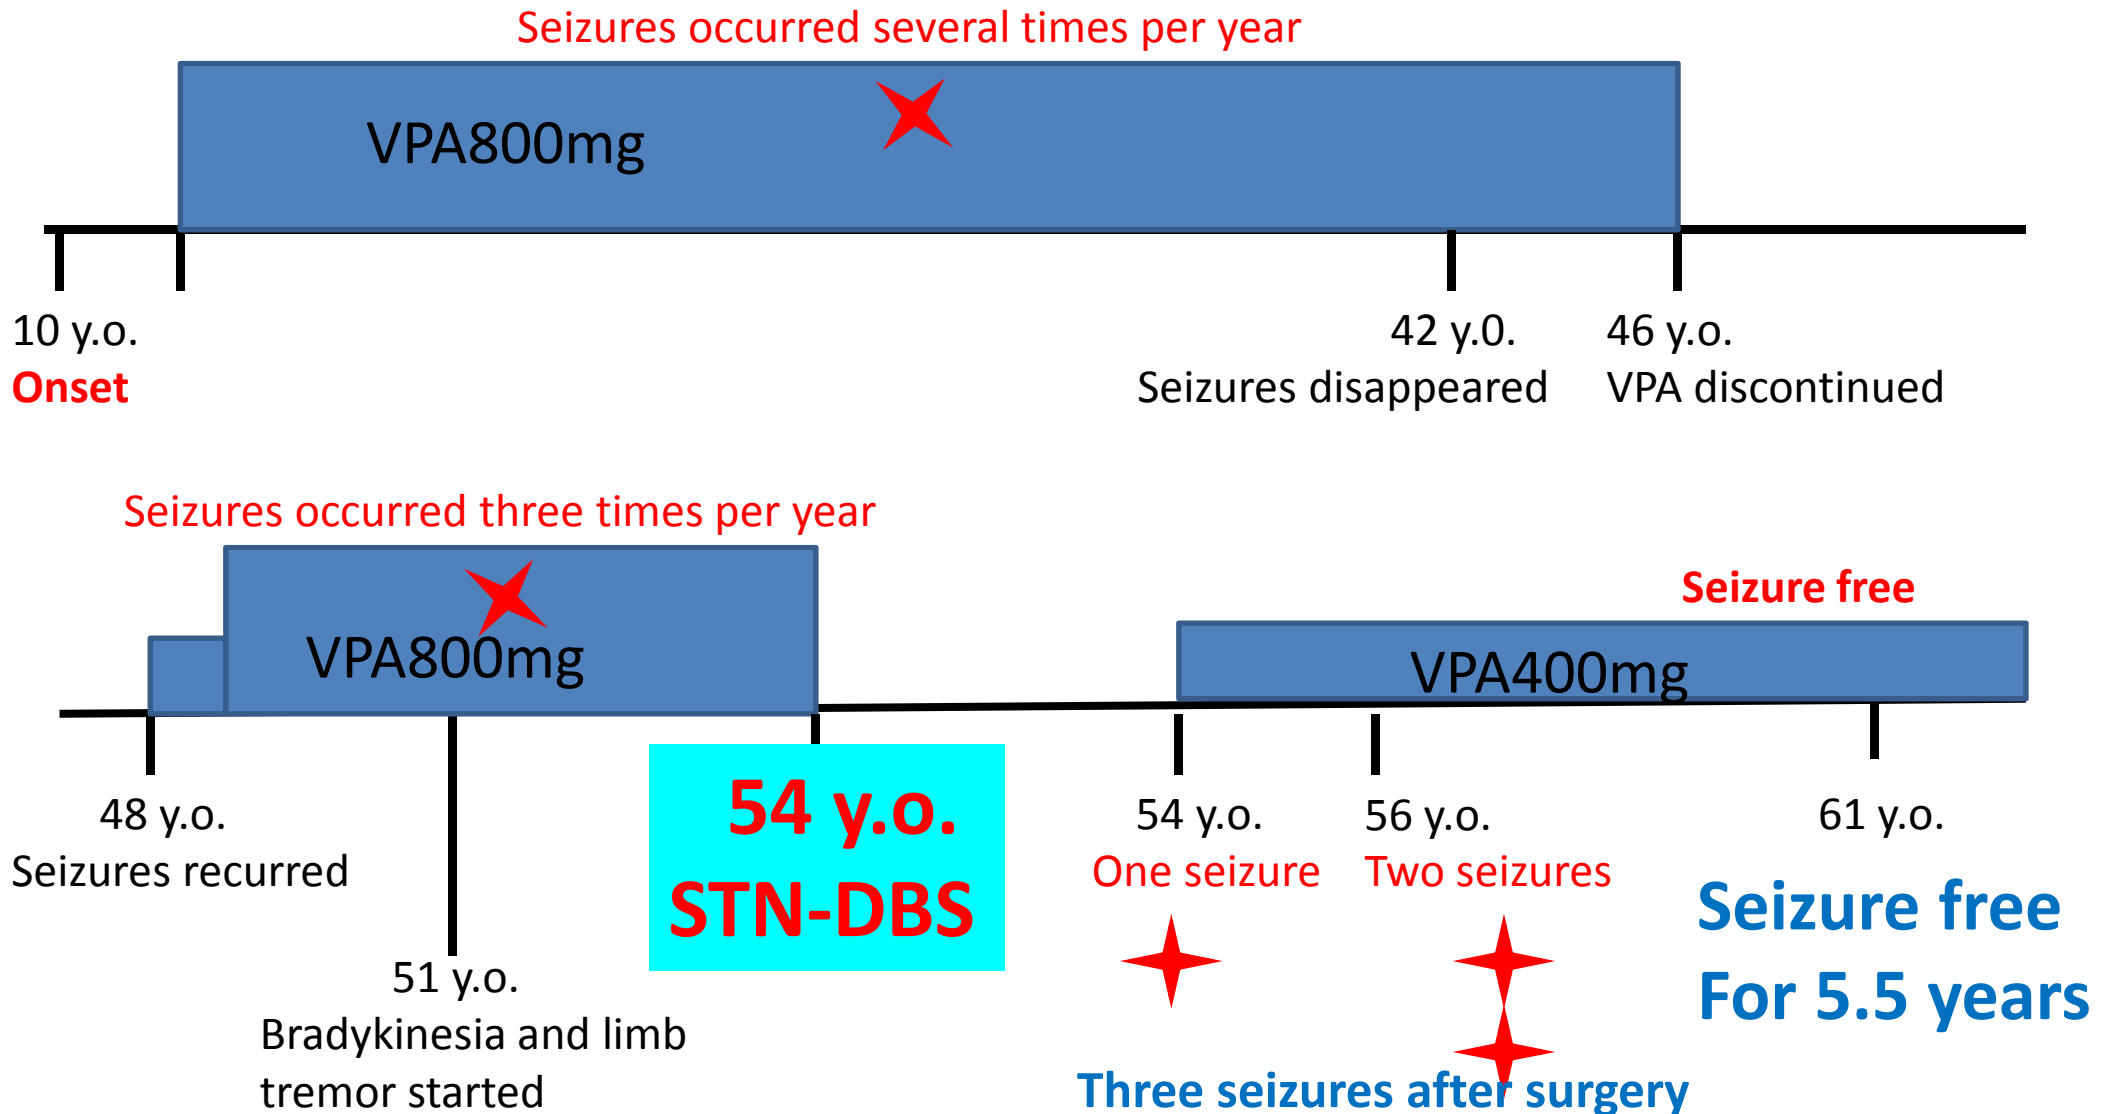 Seizures occurred several times per year
VPA800mg
10 y.o.
Onset
42 y.0.
Seizures disappeared
46 y.o.
VPA discontinued
Seizures occurred three times per year
VPA800mg
Seizure free
VPA400mg
48 y.o.
Seizures recurred
51 y.o.
Bradykinesia and limb
tremor started
54 y.o.
STN-DBS
54 y.o.
One seizure
56 y.o.
Two seizures
61 y.o.
Seizure free
For 5.5 years
Three seizures after surgery